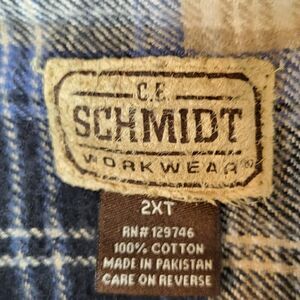 C.E.
SCHMIDT
WORKWEAR
2XT
RN# 129746
100% COTTON
MADE IN PAKISTAN
CARE ON REVERSE